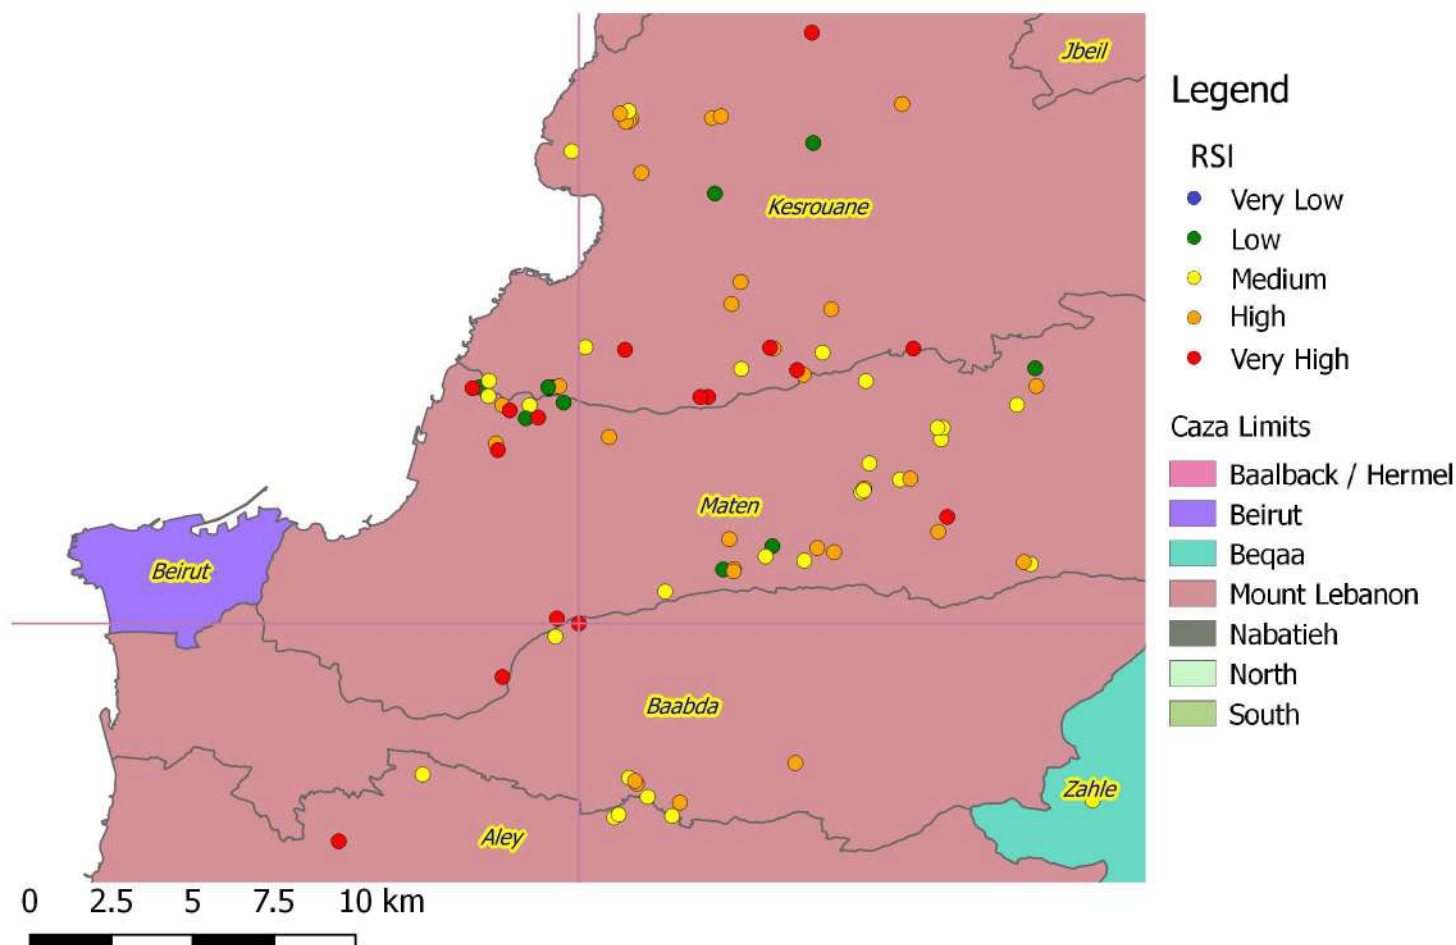 Jbeil
Kesrouane
Maten
Beirut
Baabda
Zahle
Aley
0 2.5 5 7.5 10 km
Legend
RSI
Very Low
Low
Medium
High
Very High
Caza Limits
Baalback / Hermel
Beirut
Beqaa
Mount Lebanon
Nabatieh
North
South